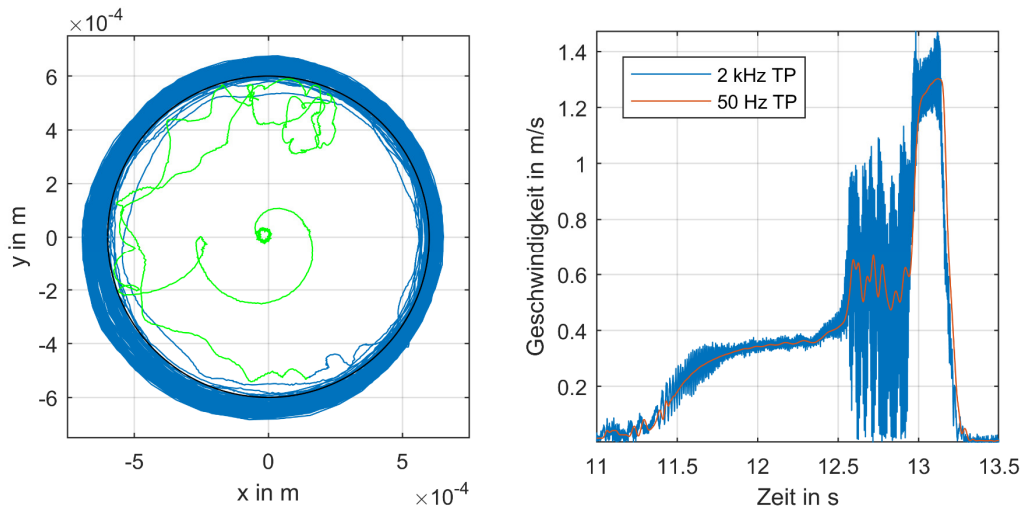 ×10⁻⁴
6
4
2
0
-2
-4
-6
y in m
-5 0 5
x in m
×10⁻⁴
2 kHz TP
50 Hz TP
1.4
1.2
1
0.8
0.6
0.4
0.2
Geschwindigkeit in m/s
11 11.5 12 12.5 13 13.5
Zeit in s